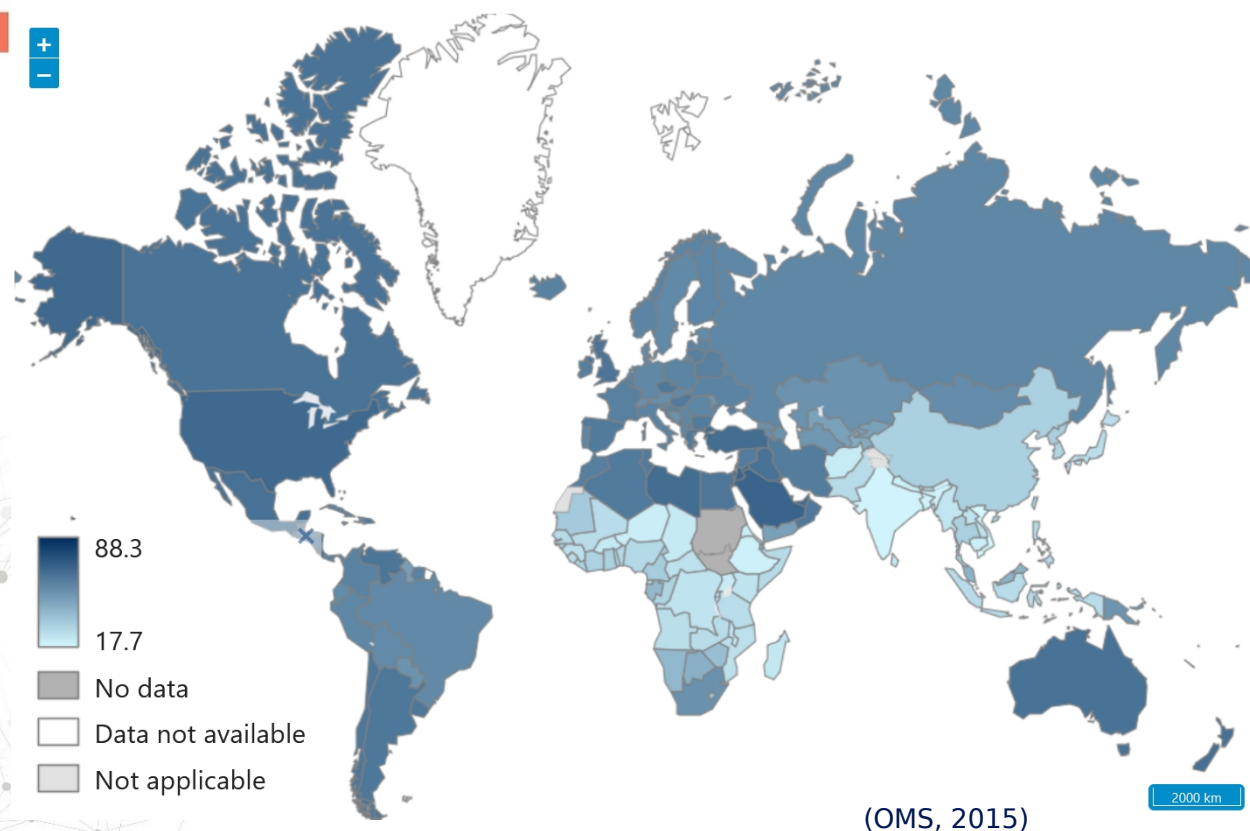 +
−
88.3
17.7
No data
Data not available
Not applicable
2000 km
(OMS, 2015)